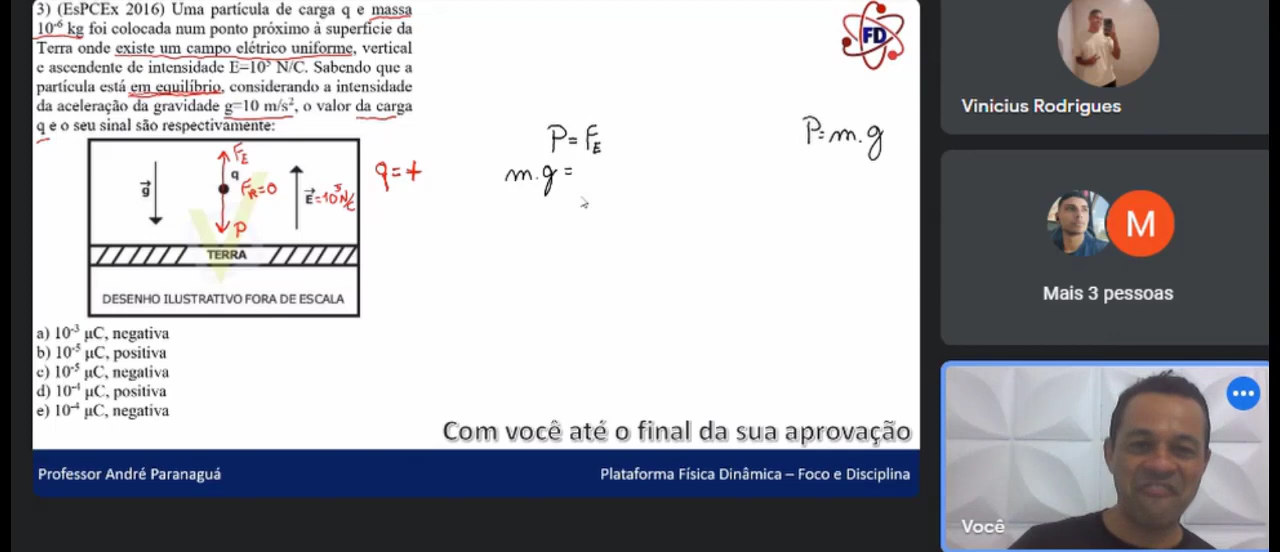 3) (EsPCEx 2016) Uma partícula de carga q e massa
10⁻⁶ kg foi colocada num ponto próximo à superfície da
Terra onde existe um campo elétrico uniforme, vertical
e ascendente de intensidade E=10⁵ N/C. Sabendo que a
partícula está em equilíbrio, considerando a intensidade
da aceleração da gravidade g=10 m/s², o valor da carga
q e o seu sinal são respectivamente:
F_E
q
g
F_R=0
E=10⁵N/C
P
q=+
TERRA
DESENHO ILUSTRATIVO FORA DE ESCALA
a) 10⁻³ μC, negativa
b) 10⁻⁵ μC, positiva
c) 10⁻⁵ μC, negativa
d) 10⁻⁴ μC, positiva
e) 10⁻⁴ μC, negativa
P=F_E
m.g=
P=m.g
FD
Com você até o final da sua aprovação
Professor André Paranaguá
Plataforma Física Dinâmica – Foco e Disciplina
Vinicius Rodrigues
M
Mais 3 pessoas
Você